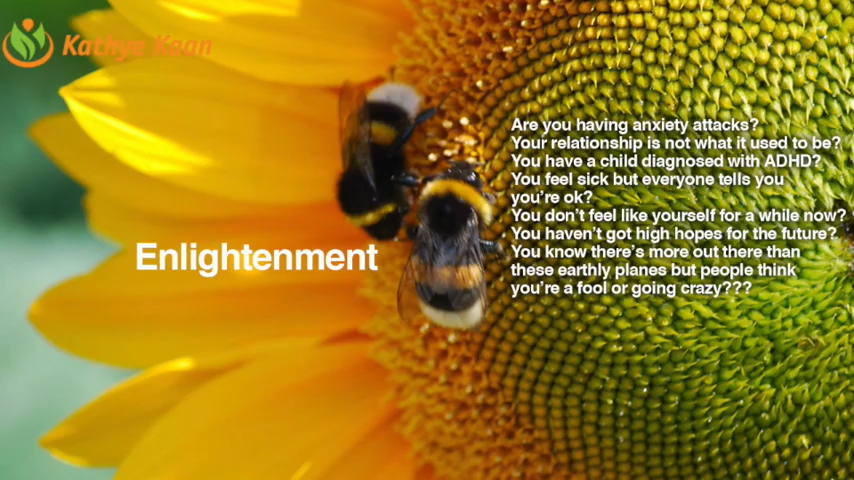 Kathye Kaan
Are you having anxiety attacks?
Your relationship is not what it used to be?
You have a child diagnosed with ADHD?
You feel sick but everyone tells you
you're ok?
You don't feel like yourself for a while now?
You haven't got high hopes for the future?
You know there's more out there than
these earthly planes but people think
you're a fool or going crazy???
Enlightenment